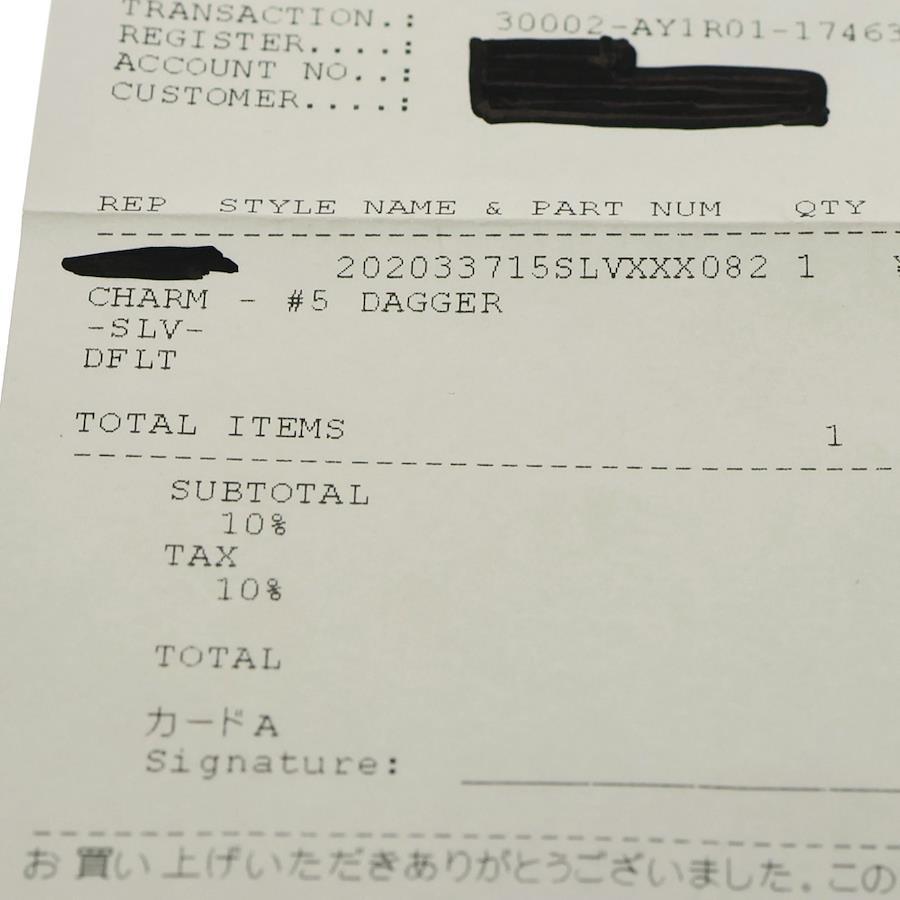 TRANSACTION.: 30002-AY1R01-17463
REGISTER....:
ACCOUNT NO..:
CUSTOMER....:
REP STYLE NAME & PART NUM QTY
202033715SLVXXX082 1
CHARM - #5 DAGGER
-SLV-
DFLT
TOTAL ITEMS 1
SUBTOTAL
10%
TAX
10%
TOTAL
カードA
Signature:
お買い上げいただきありがとうございました。この